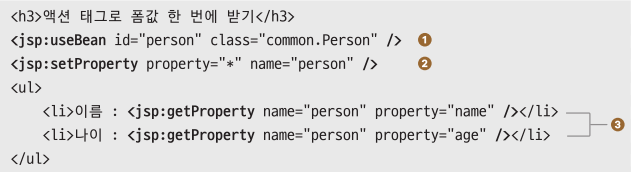 <h3>액션 태그로 폼값 한 번에 받기</h3>
<jsp:useBean id="person" class="common.Person" /> ❶
<jsp:setProperty property="*" name="person" /> ❷
<ul>
    <li>이름 : <jsp:getProperty name="person" property="name" /></li>
    <li>나이 : <jsp:getProperty name="person" property="age" /></li> ❸
</ul>